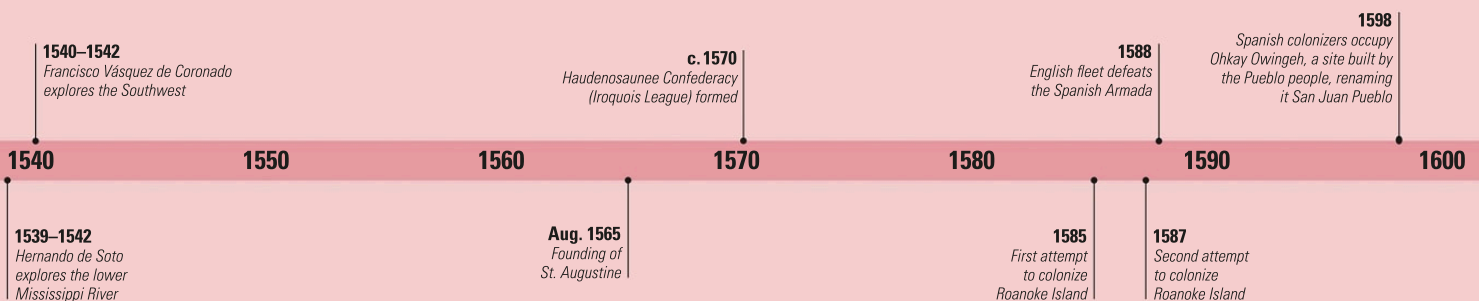 1540–1542
Francisco Vásquez de Coronado
explores the Southwest
c. 1570
Haudenosaunee Confederacy
(Iroquois League) formed
1588
English fleet defeats
the Spanish Armada
1598
Spanish colonizers occupy
Ohkay Owingeh, a site built by
the Pueblo people, renaming
it San Juan Pueblo
1540 1550 1560 1570 1580 1590 1600
1539–1542
Hernando de Soto
explores the lower
Mississippi River
Aug. 1565
Founding of
St. Augustine
1585
First attempt
to colonize
Roanoke Island
1587
Second attempt
to colonize
Roanoke Island